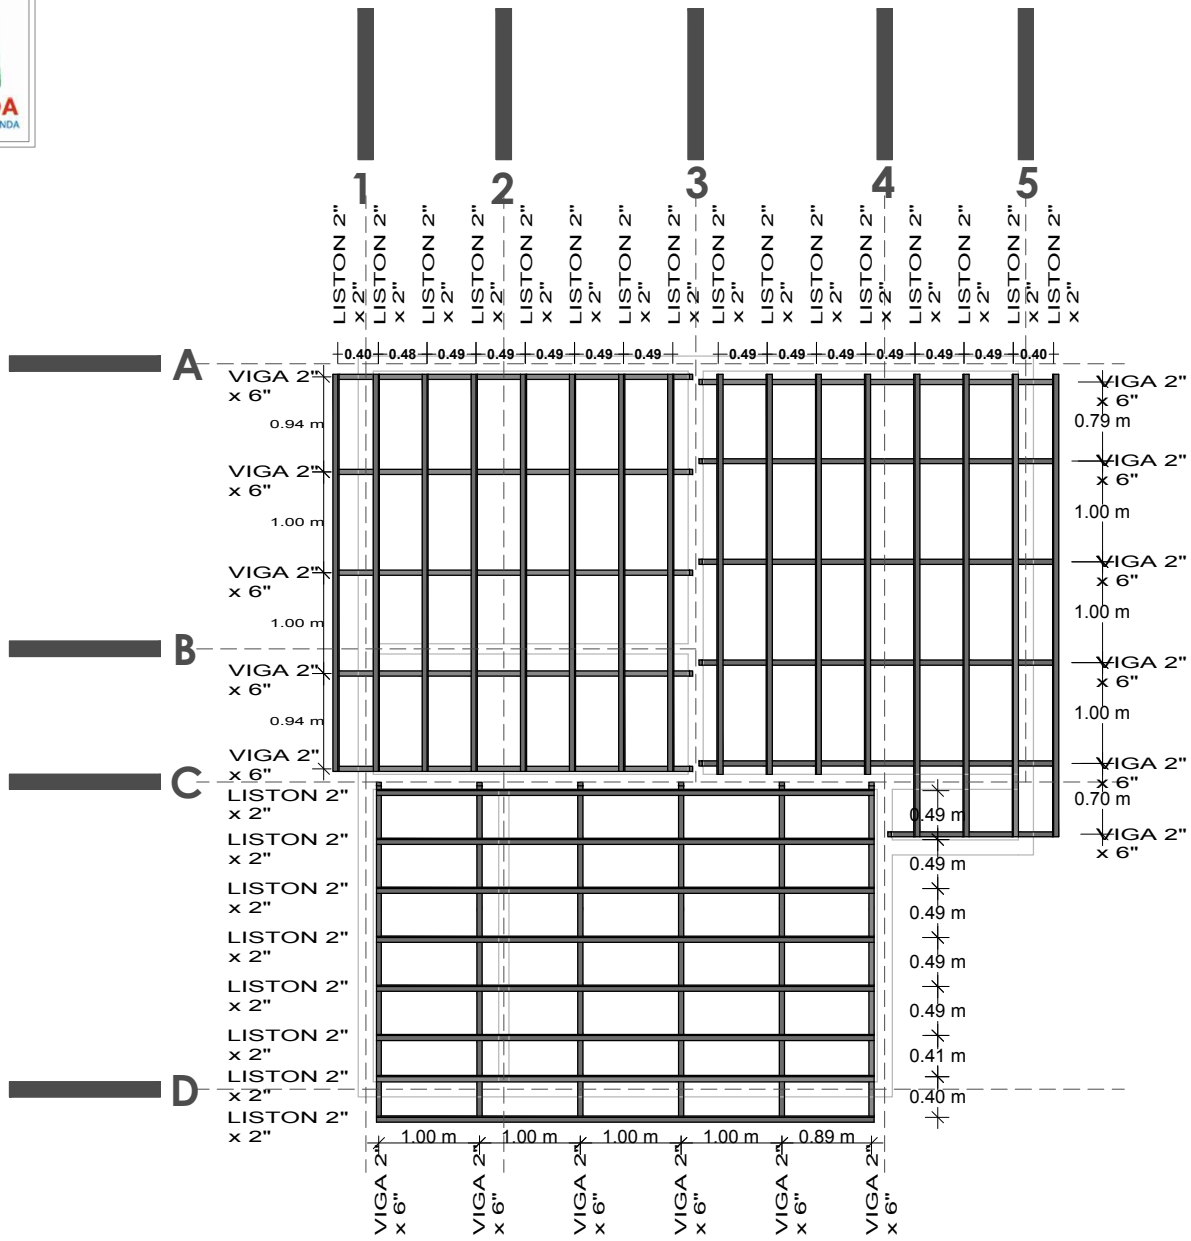 DA
NDA
1
2
3
4
5
LISTON 2"
x 2"
LISTON 2"
x 2"
LISTON 2"
x 2"
LISTON 2"
x 2"
LISTON 2"
x 2"
LISTON 2"
x 2"
LISTON 2"
x 2"
LISTON 2"
x 2"
LISTON 2"
x 2"
LISTON 2"
x 2"
LISTON 2"
x 2"
LISTON 2"
x 2"
LISTON 2"
x 2"
LISTON 2"
x 2"
LISTON 2"
x 2"
LISTON 2"
x 2"
0.40 0.48 0.49 0.49 0.49 0.49 0.49 0.49 0.49 0.49 0.49 0.49 0.49 0.40
A
B
C
D
VIGA 2"
x 6"
0.94 m
VIGA 2"
x 6"
1.00 m
VIGA 2"
x 6"
1.00 m
VIGA 2"
x 6"
0.94 m
VIGA 2"
x 6"
VIGA 2"
x 6"
0.79 m
VIGA 2"
x 6"
1.00 m
VIGA 2"
x 6"
1.00 m
VIGA 2"
x 6"
1.00 m
VIGA 2"
x 6"
0.70 m
VIGA 2"
x 6"
LISTON 2"
x 2"
LISTON 2"
x 2"
LISTON 2"
x 2"
LISTON 2"
x 2"
LISTON 2"
x 2"
LISTON 2"
x 2"
LISTON 2"
x 2"
LISTON 2"
x 2"
0.49 m
0.49 m
0.49 m
0.49 m
0.49 m
0.41 m
0.40 m
1.00 m 1.00 m 1.00 m 1.00 m 0.89 m
VIGA 2"
x 6"
VIGA 2"
x 6"
VIGA 2"
x 6"
VIGA 2"
x 6"
VIGA 2"
x 6"
VIGA 2"
x 6"